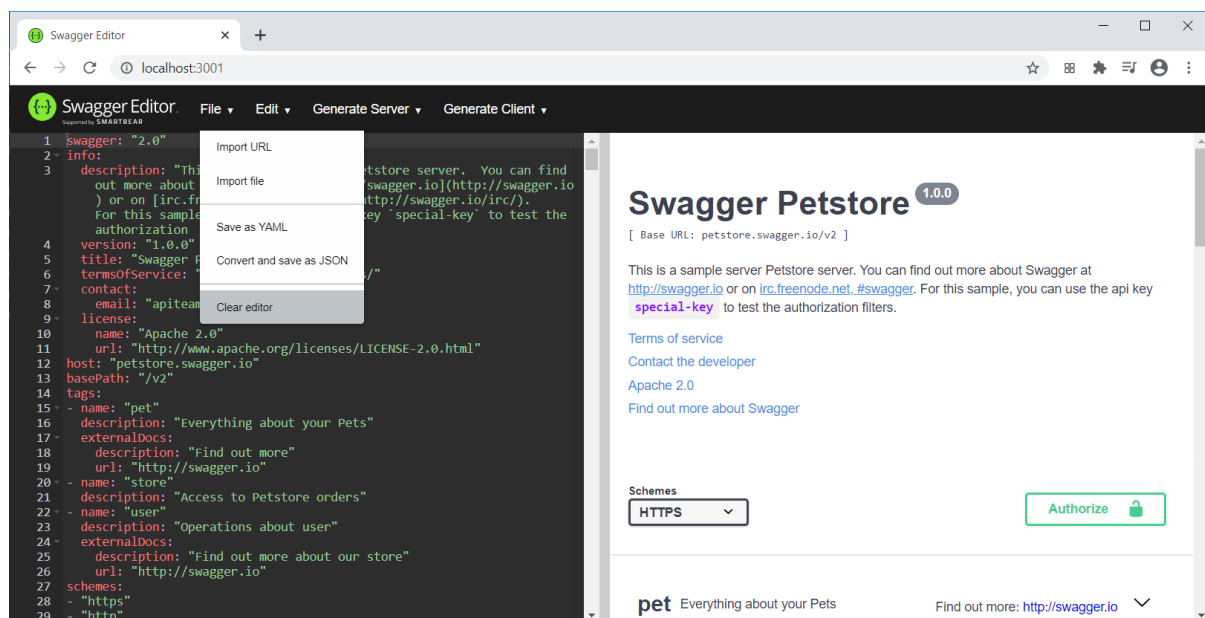 Swagger Editor
localhost:3001
Swagger Editor.
Supported by SMARTBEAR
File Edit Generate Server Generate Client
Import URL
Import file
Save as YAML
Convert and save as JSON
Clear editor
1 swagger: "2.0"
2 info:
3 description: "Thi etstore server. You can find
out more about swagger.io](http://swagger.io
) or on [irc.fr ttp://swagger.io/irc/).
For this sample key `special-key` to test the
authorization
4 version: "1.0.0"
5 title: "Swagger P
6 termsOfService: " /"
7 contact:
8 email: "apiteam
9 license:
10 name: "Apache 2.0"
11 url: "http://www.apache.org/licenses/LICENSE-2.0.html"
12 host: "petstore.swagger.io"
13 basePath: "/v2"
14 tags:
15 - name: "pet"
16 description: "Everything about your Pets"
17 externalDocs:
18 description: "Find out more"
19 url: "http://swagger.io"
20 - name: "store"
21 description: "Access to Petstore orders"
22 - name: "user"
23 description: "Operations about user"
24 externalDocs:
25 description: "Find out more about our store"
26 url: "http://swagger.io"
27 schemes:
28 - "https"
29 - "http"
Swagger Petstore 1.0.0
[ Base URL: petstore.swagger.io/v2 ]
This is a sample server Petstore server. You can find out more about Swagger at
http://swagger.io or on irc.freenode.net, #swagger. For this sample, you can use the api key
special-key to test the authorization filters.
Terms of service
Contact the developer
Apache 2.0
Find out more about Swagger
Schemes
HTTPS
Authorize
pet Everything about your Pets Find out more: http://swagger.io